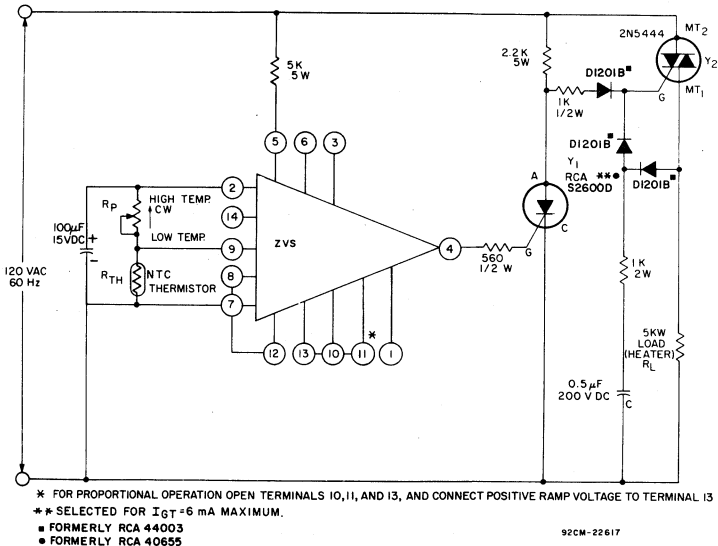 2N5444
MT2
Y2
MT1
G
5K
5W
2.2K
5W
D1201B■
1K
1/2W
D1201B■
Y1
RCA **●
S2600D
D1201B■
A
C
G
5
6
3
2
14
9
8
7
4
ZVS
12
13
10
11
*
1
RP
HIGH TEMP.
CW
LOW TEMP.
100μF
15VDC
+
-
RTH
NTC
THERMISTOR
120 VAC
60 Hz
560
1/2 W
1K
2W
5KW
LOAD
(HEATER)
RL
0.5μF
200 V DC
C
* FOR PROPORTIONAL OPERATION OPEN TERMINALS 10,11, AND 13, AND CONNECT POSITIVE RAMP VOLTAGE TO TERMINAL 13
** SELECTED FOR IGT=6 mA MAXIMUM.
■ FORMERLY RCA 44003
● FORMERLY RCA 40655
92CM-22617